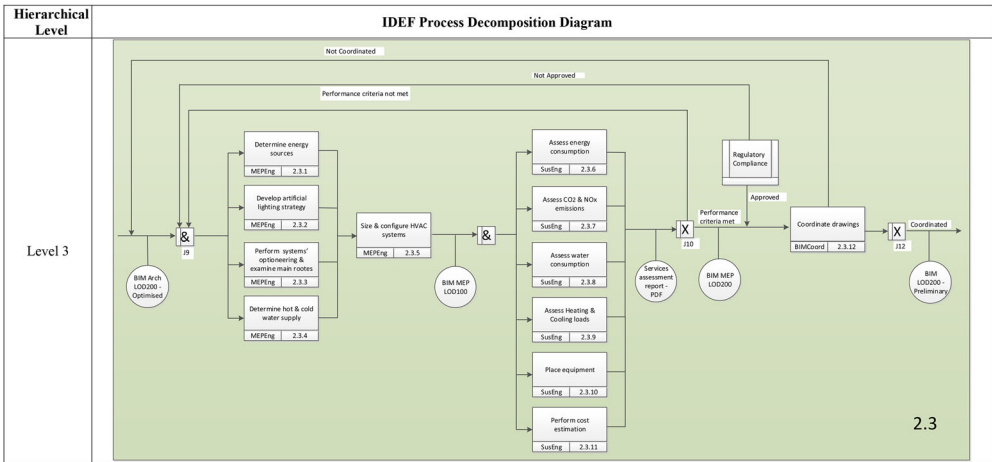 Hierarchical
Level
IDEF Process Decomposition Diagram
Level 3
Not Coordinated
Not Approved
Performance criteria not met
BIM Arch
LOD200 -
Optimised
&
J9
Determine energy
sources
MEPEng 2.3.1
Develop artificial
lighting strategy
MEPEng 2.3.2
Perform systems'
optioneering &
examine main rootes
MEPEng 2.3.3
Determine hot & cold
water supply
MEPEng 2.3.4
Size & configure HVAC
systems
MEPEng 2.3.5
BIM MEP
LOD100
&
Assess energy
consumption
SusEng 2.3.6
Assess CO2 & NOx
emissions
SusEng 2.3.7
Assess water
consumption
SusEng 2.3.8
Assess Heating &
Cooling loads
SusEng 2.3.9
Place equipment
SusEng 2.3.10
Perform cost
estimation
SusEng 2.3.11
Services
assessment
report -
PDF
X
J10
Performance
criteria met
BIM MEP
LOD200
Regulatory
Compliance
Approved
Coordinate drawings
BIMCoord 2.3.12
X
J12
Coordinated
BIM
LOD200 -
Preliminary
2.3